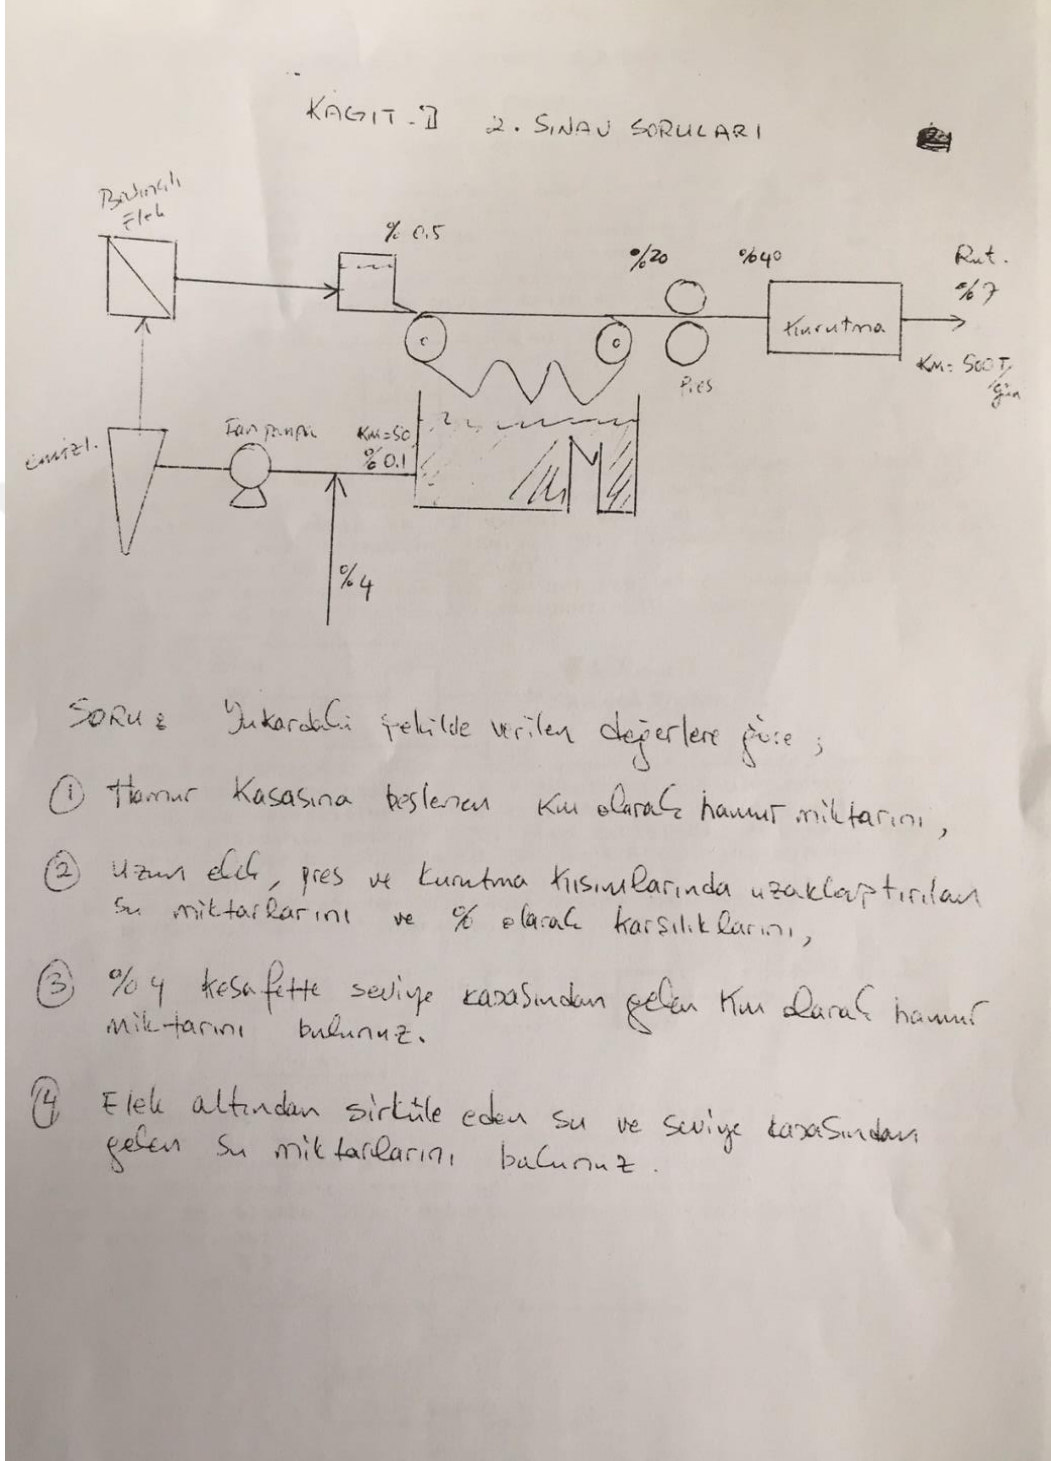 KAGIT-II 2. SINAV SORULARI
Basınçlı
Elek
% 0.5
%20
%40
Rut.
%7
Kurutma
KM= 500 T/gün
Pres
Fan pompa
KM=50
% 0.1
%4
SORU: Yukardaki şekilde verilen değerlere göre;
① Hamur Kasasına beslenen KM olarak hamur miktarını,
② Uzun elek, pres ve kurutma kısımlarında uzaklaştırılan
su miktarlarını ve % olarak karşılıklarını,
③ %4 kesafette seviye kasasından gelen KM olarak hamur
miktarını bulunuz.
④ Elek altından sirküle eden su ve seviye kasasından
gelen su miktarlarını bulunuz.